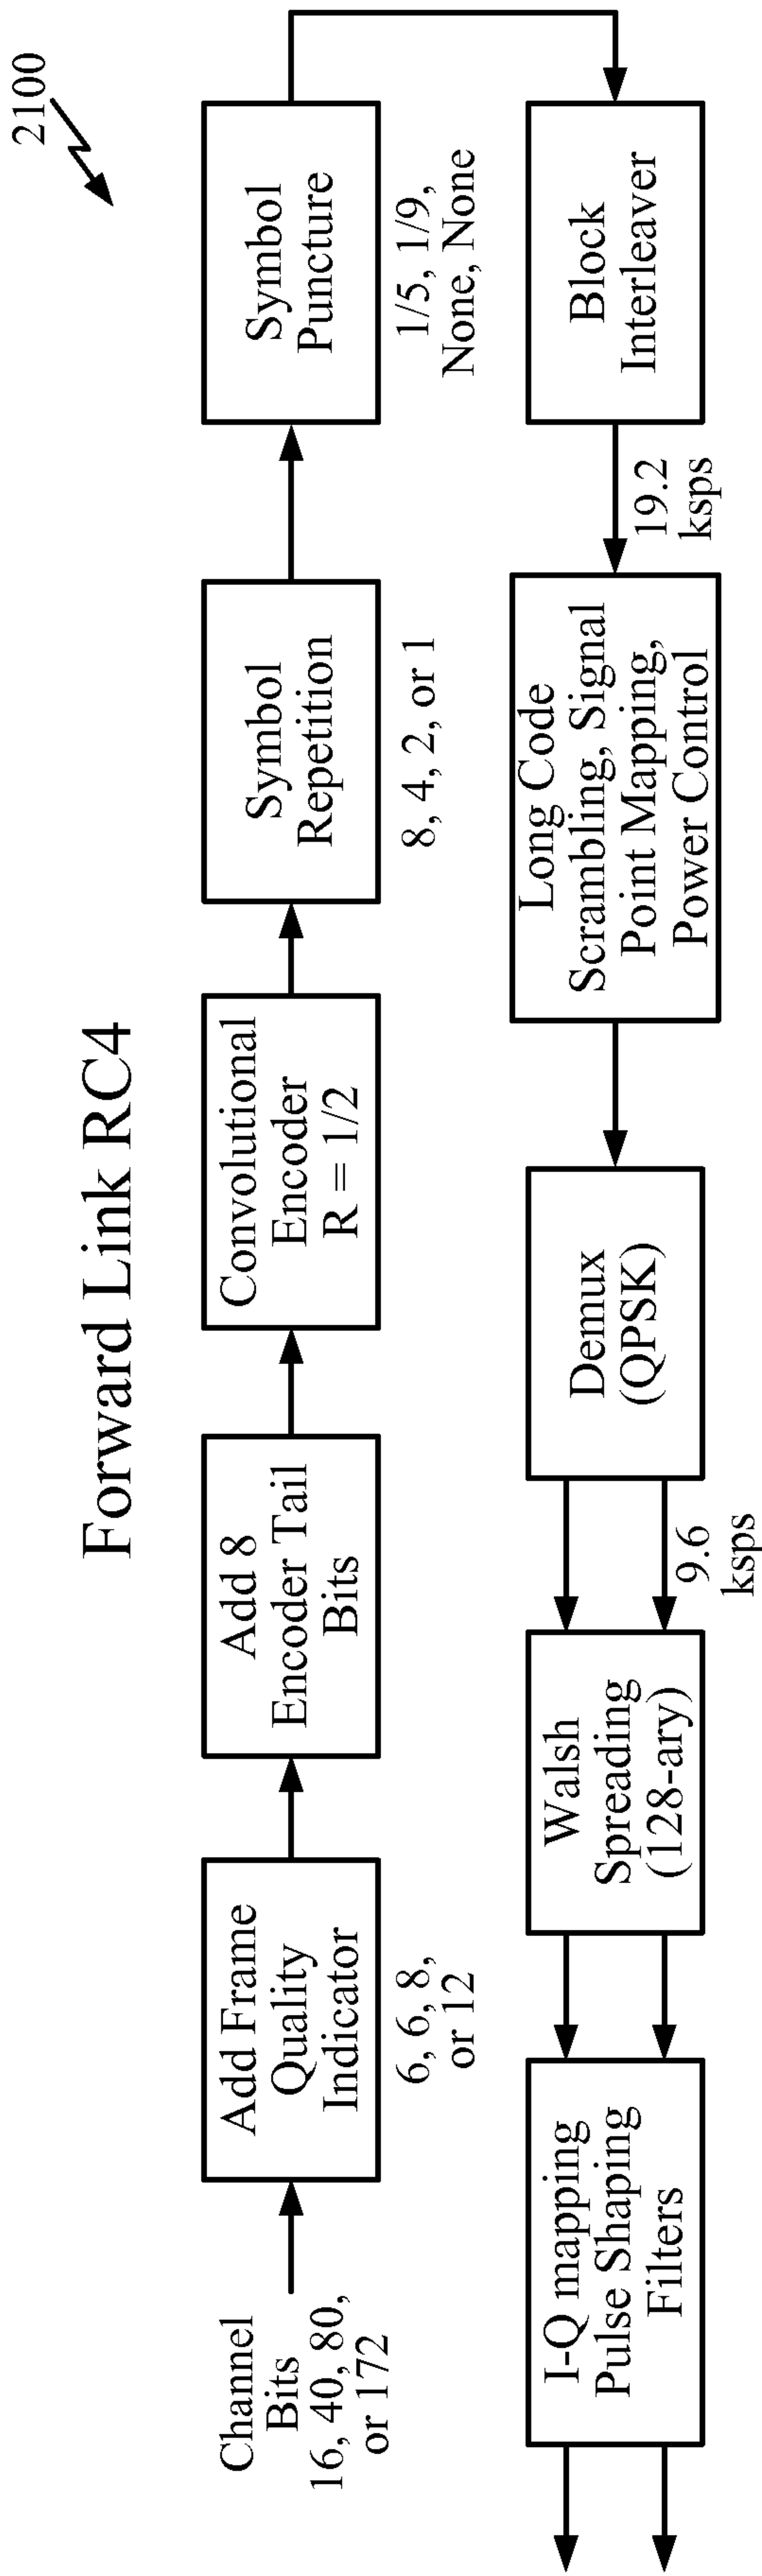 Forward Link RC4
2100
Channel
Bits
16, 40, 80,
or 172
Add Frame
Quality
Indicator
6, 6, 8,
or 12
Add 8
Encoder Tail
Bits
Convolutional
Encoder
R = 1/2
Symbol
Repetition
8, 4, 2, or 1
Symbol
Puncture
1/5, 1/9,
None, None
Block
Interleaver
19.2
ksps
Long Code
Scrambling, Signal
Point Mapping,
Power Control
Demux
(QPSK)
9.6
ksps
Walsh
Spreading
(128-ary)
I-Q mapping
Pulse Shaping
Filters